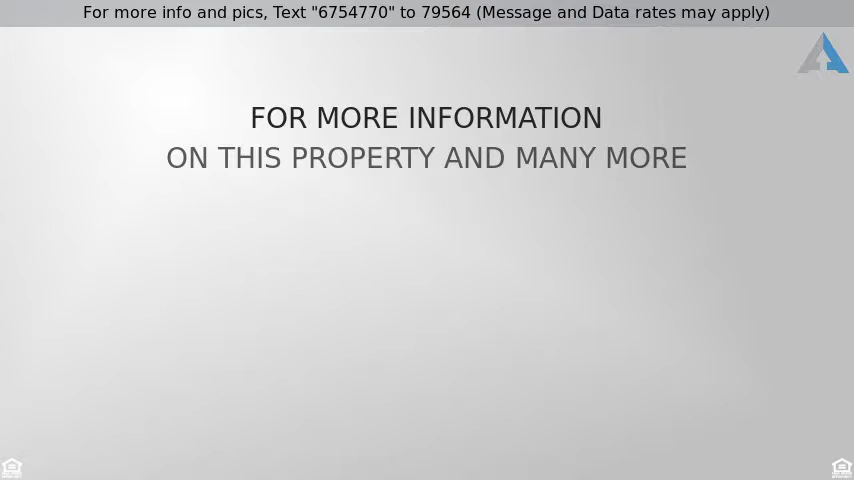 For more info and pics, Text "6754770" to 79564 (Message and Data rates may apply)
FOR MORE INFORMATION
ON THIS PROPERTY AND MANY MORE